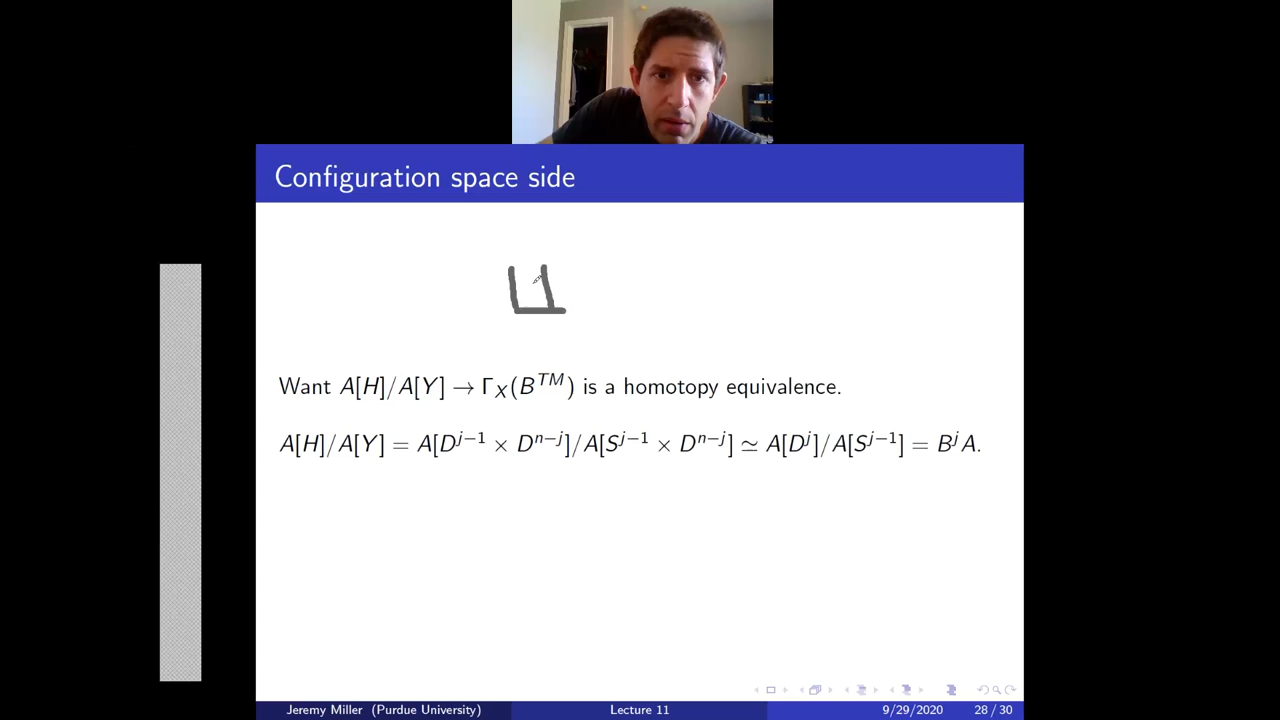 Configuration space side
Want A[H]/A[Y] → Γ_X(B^{TM}) is a homotopy equivalence.
A[H]/A[Y] = A[D^{j−1} × D^{n−j}]/A[S^{j−1} × D^{n−j}] ≃ A[D^j]/A[S^{j−1}] = B^jA.
Jeremy Miller (Purdue University) Lecture 11 9/29/2020 28 / 30